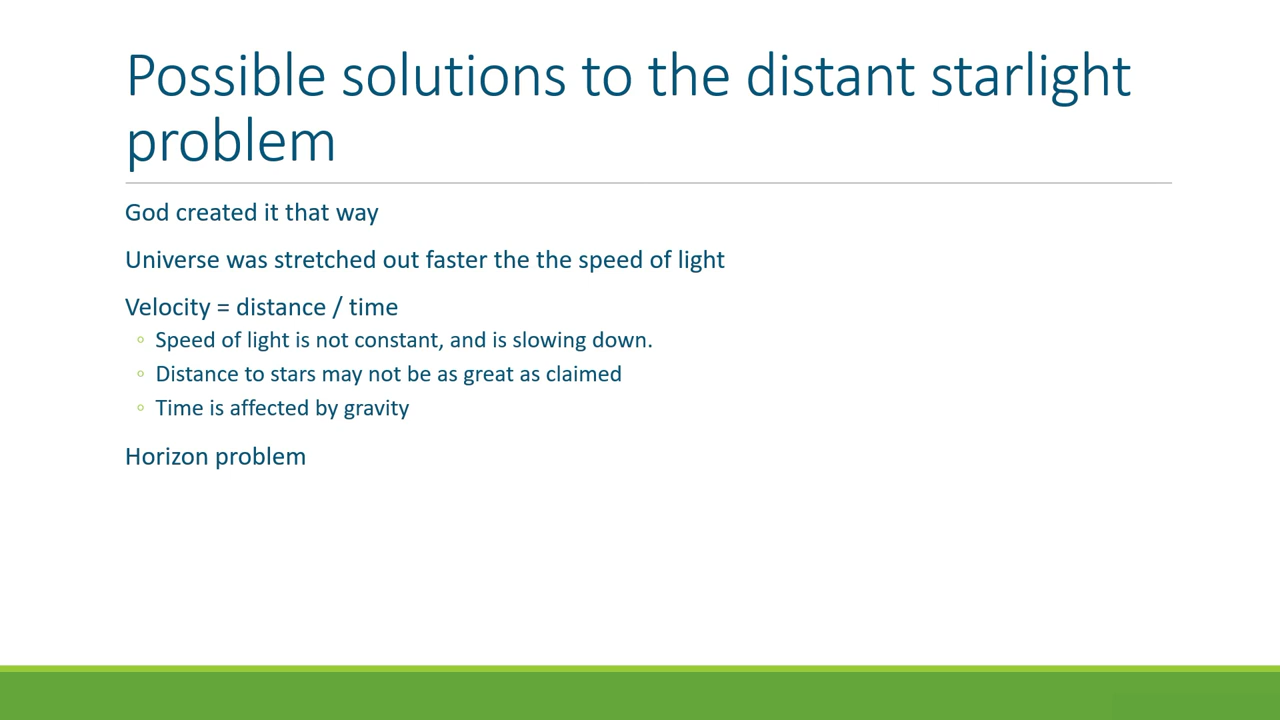 Possible solutions to the distant starlight
problem
God created it that way
Universe was stretched out faster the the speed of light
Velocity = distance / time
◦ Speed of light is not constant, and is slowing down.
◦ Distance to stars may not be as great as claimed
◦ Time is affected by gravity
Horizon problem